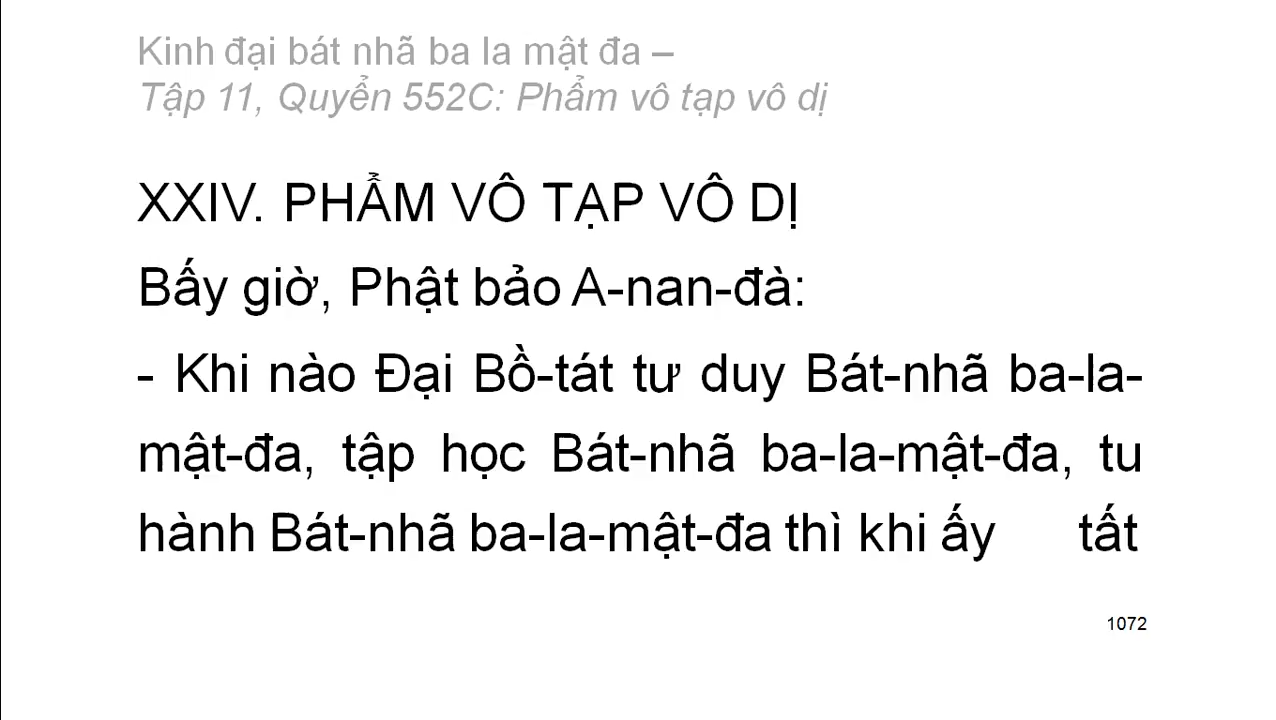 Kinh đại bát nhã ba la mật đa –
Tập 11, Quyển 552C: Phẩm vô tạp vô dị
XXIV. PHẨM VÔ TẠP VÔ DỊ
Bấy giờ, Phật bảo A-nan-đà:
- Khi nào Đại Bồ-tát tư duy Bát-nhã ba-la-
mật-đa, tập học Bát-nhã ba-la-mật-đa, tu
hành Bát-nhã ba-la-mật-đa thì khi ấy tất
1072